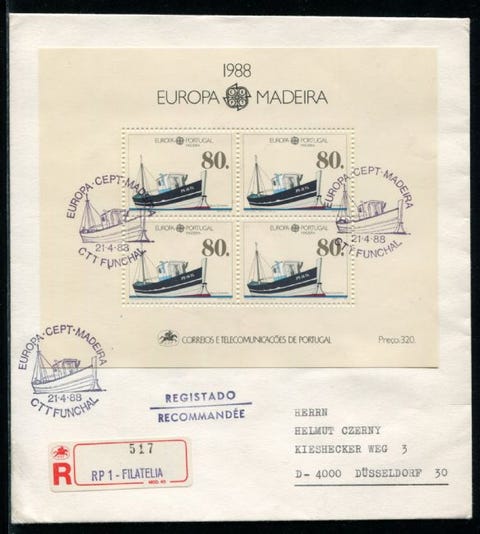 1988
EUROPA MADEIRA
EUROPA PORTUGAL
MADEIRA
80.
EUROPA PORTUGAL
MADEIRA
80.
EUROPA PORTUGAL
MADEIRA
80.
EUROPA PORTUGAL
MADEIRA
80.
EUROPA-CEPT-MADEIRA
21-4-88
CTT FUNCHAL
EUROPA-CEPT-MADEIRA
21-4-88
CTT FUNCHAL
CORREIOS E TELECOMUNICAÇÕES DE PORTUGAL
Preço: 320.
EUROPA-CEPT-MADEIRA
21-4-88
CTT FUNCHAL
REGISTADO
RECOMMANDÉE
517
R
RP 1 - FILATELIA
HERRN
HELMUT CZERNY
KIESHECKER WEG 3
D- 4000 DÜSSELDORF 30